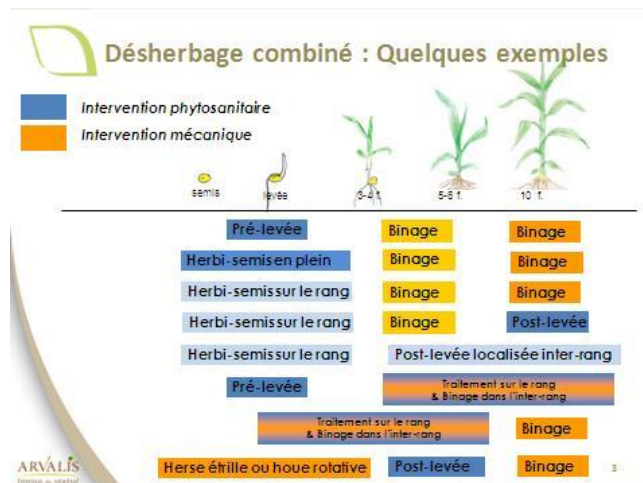 Désherbage combiné : Quelques exemples
Intervention phytosanitaire
Intervention mécanique
semis
levée
3-4 f.
5-6 f.
10 f.
Pré-levée
Binage
Binage
Herbi-semis en plein
Binage
Binage
Herbi-semis sur le rang
Binage
Binage
Herbi-semis sur le rang
Binage
Post-levée
Herbi-semis sur le rang
Post-levée localisée inter-rang
Pré-levée
Traitement sur le rang
& Binage dans l'inter-rang
Traitement sur le rang
& Binage dans l'inter-rang
Binage
Herse étrille ou houe rotative
Post-levée
Binage
3
ARVALIS
Institut du végétal